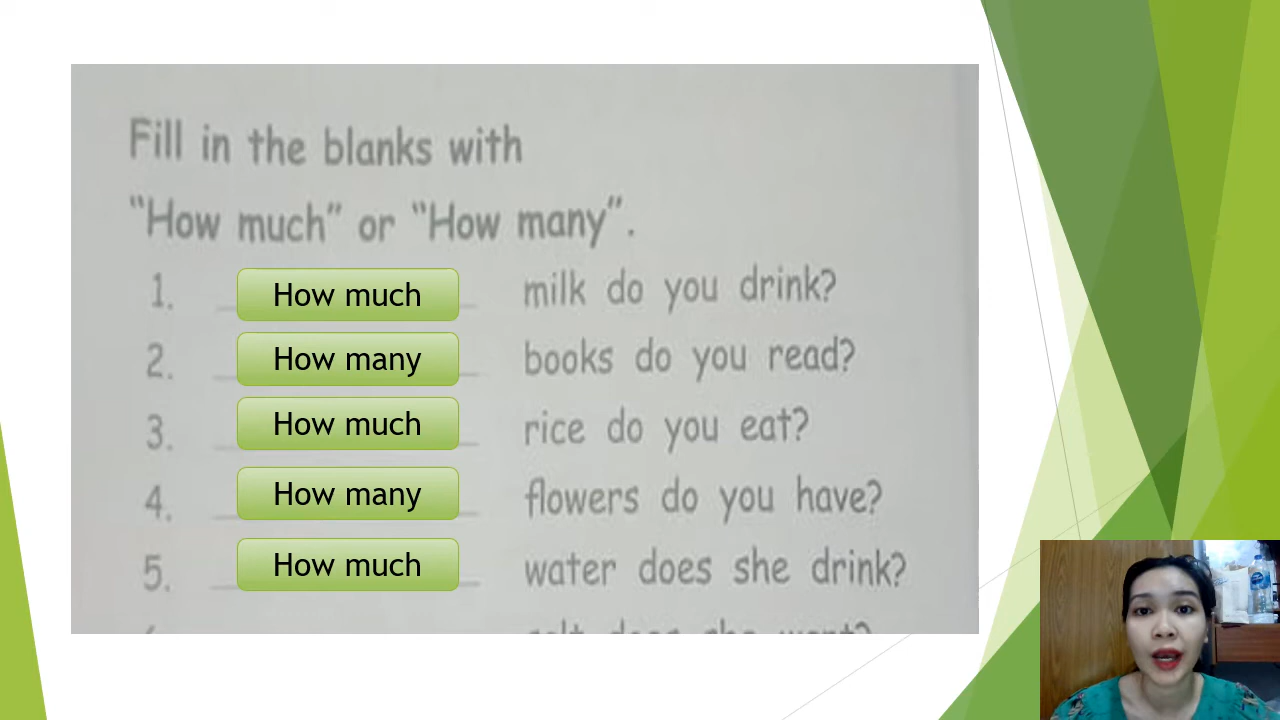 Fill in the blanks with
"How much" or "How many".
1. How much milk do you drink?
2. How many books do you read?
3. How much rice do you eat?
4. How many flowers do you have?
5. How much water does she drink?